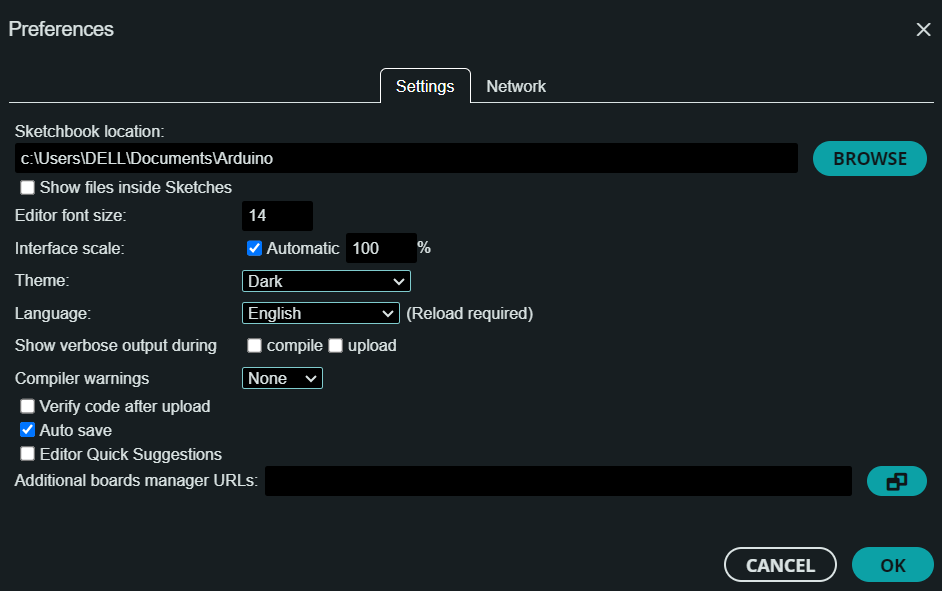 Preferences
Settings Network
Sketchbook location:
c:\Users\DELL\Documents\Arduino BROWSE
Show files inside Sketches
Editor font size: 14
Interface scale: Automatic 100 %
Theme: Dark
Language: English (Reload required)
Show verbose output during compile upload
Compiler warnings None
Verify code after upload
Auto save
Editor Quick Suggestions
Additional boards manager URLs:
CANCEL OK